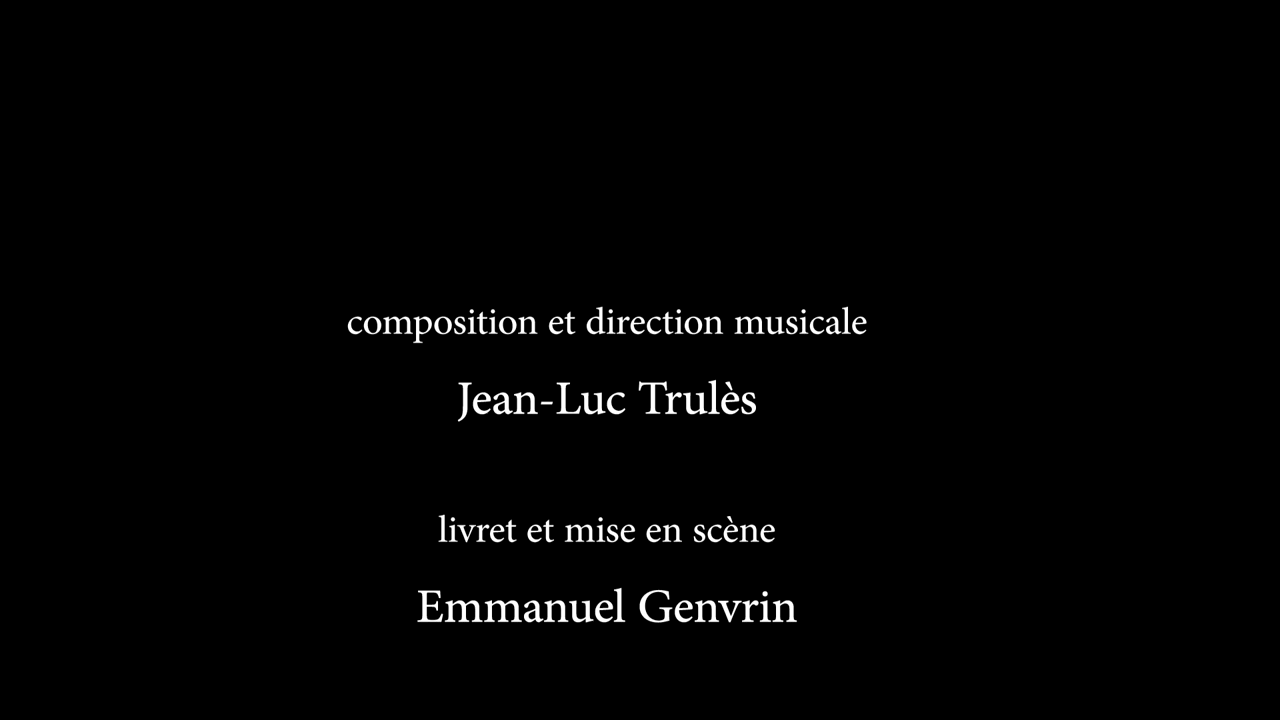 composition et direction musicale
Jean-Luc Trulès
livret et mise en scène
Emmanuel Genvrin